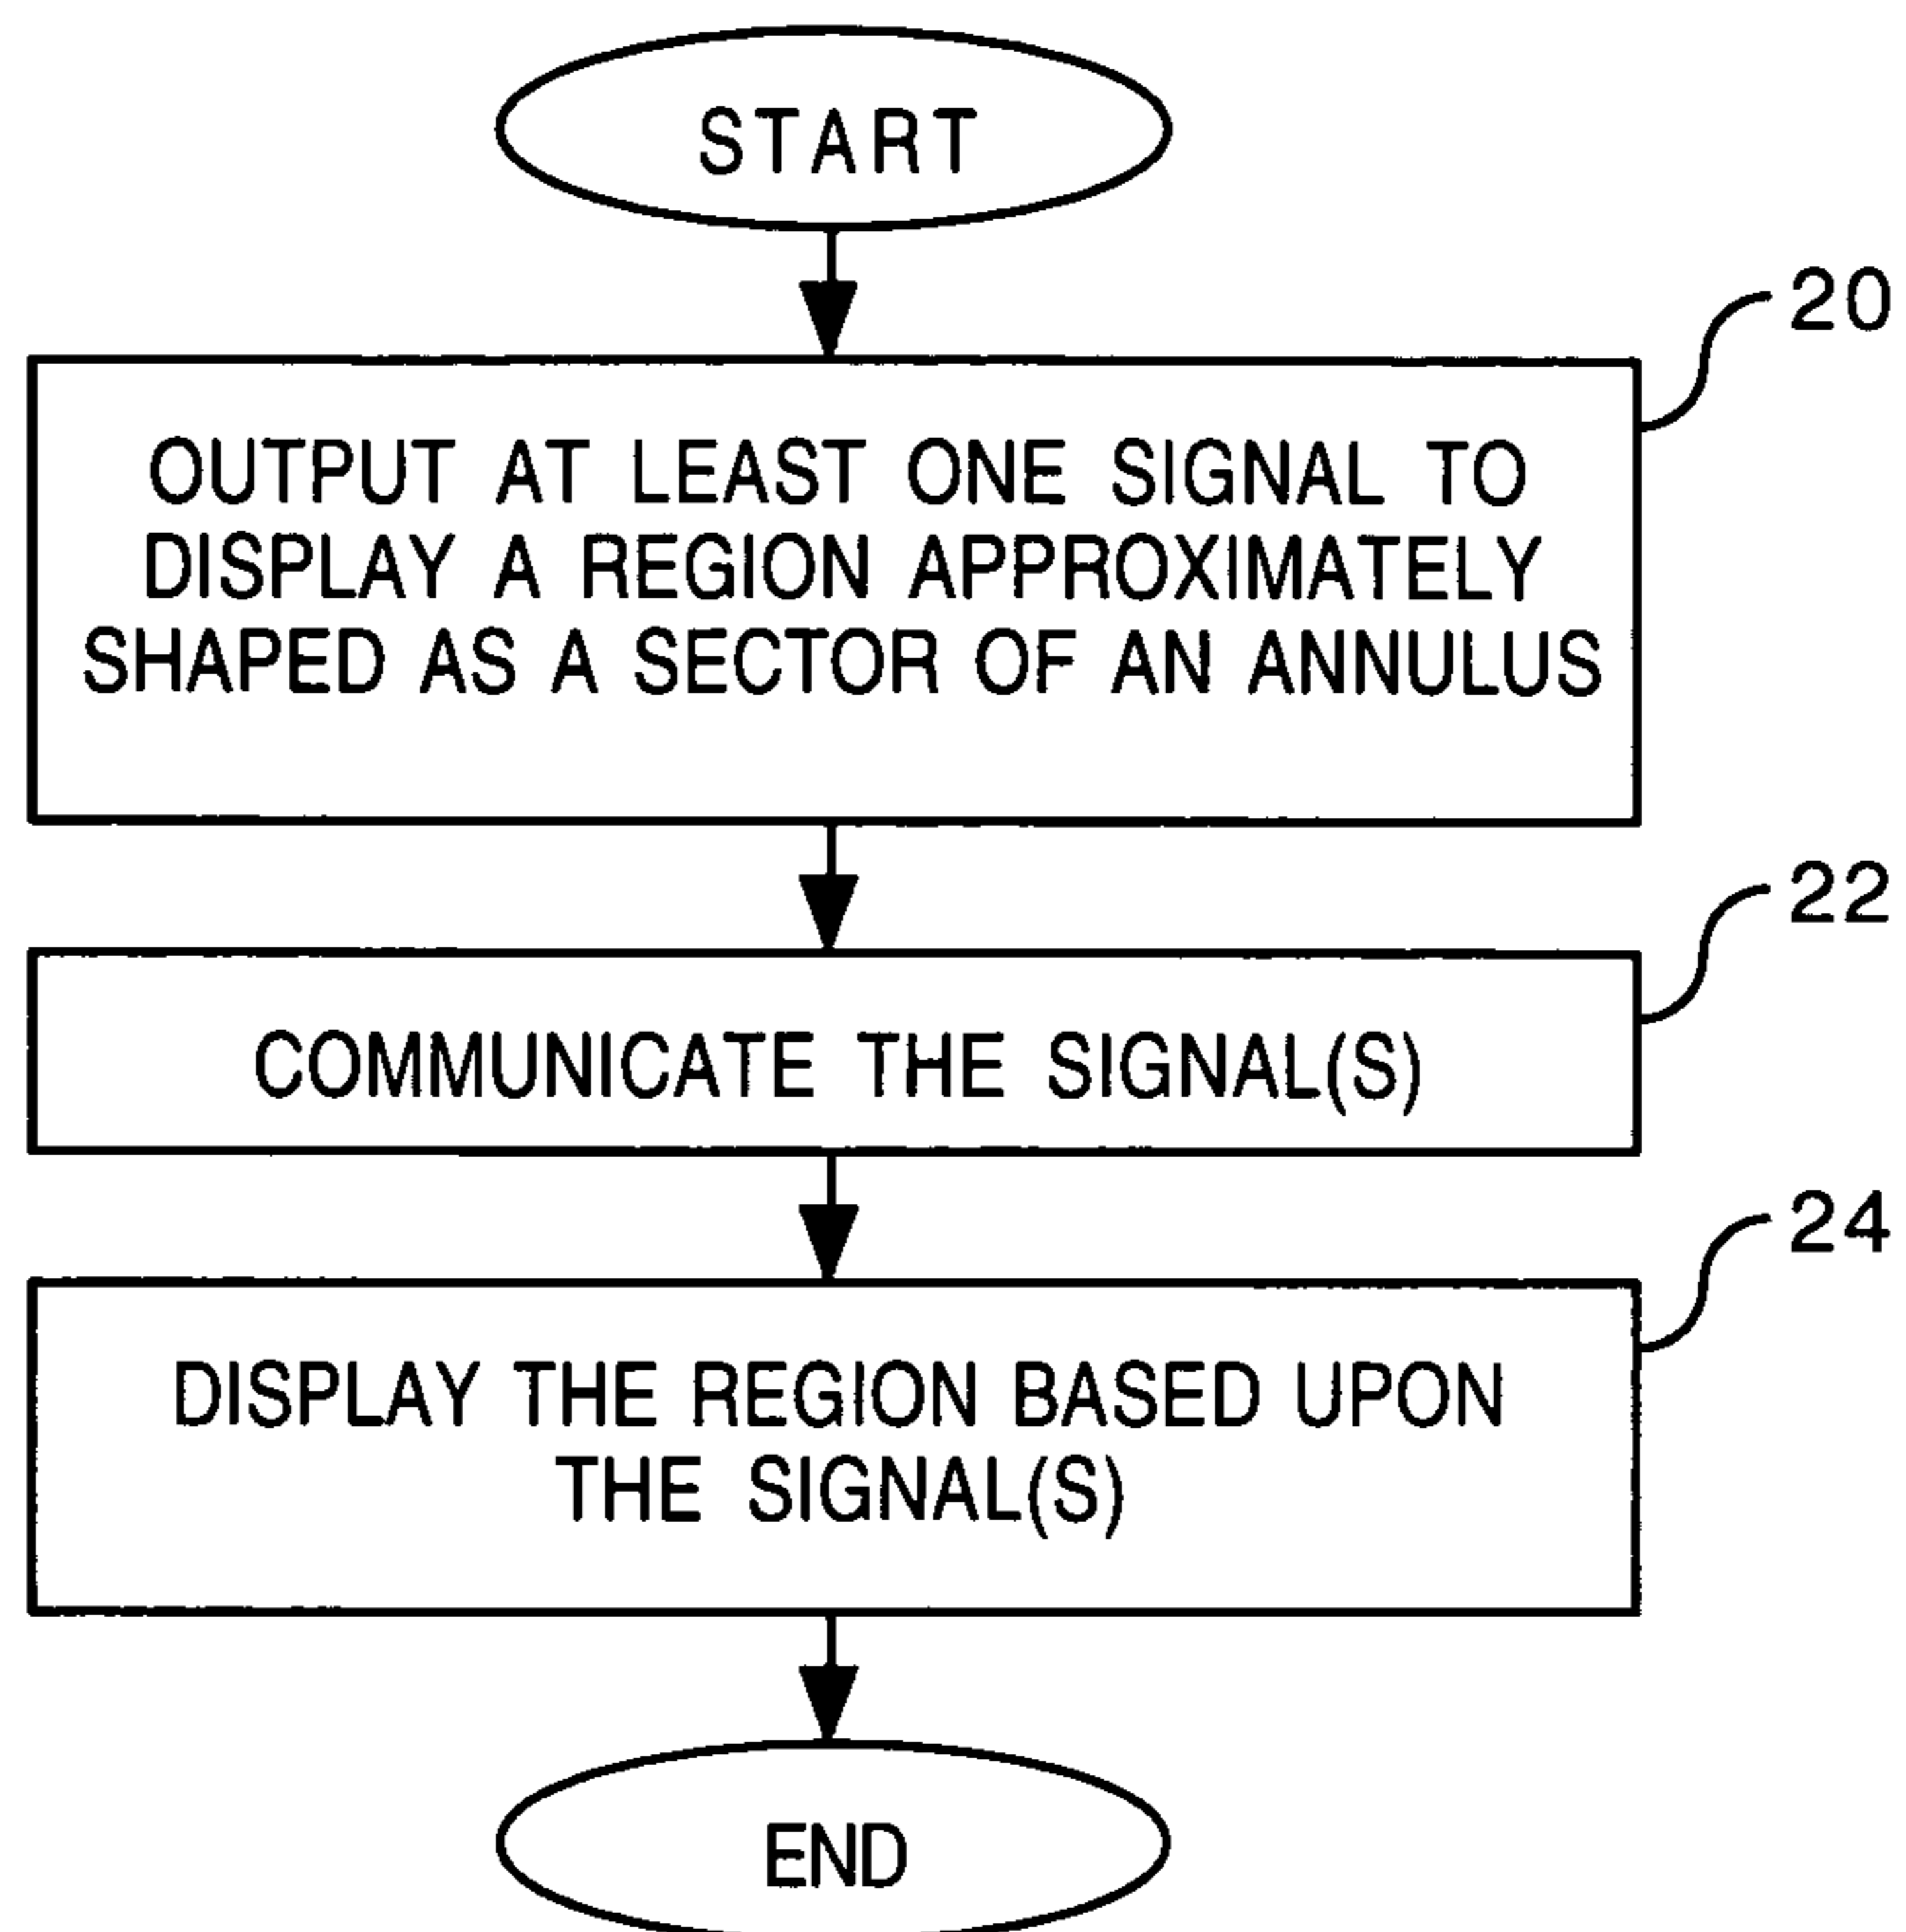 START
20
OUTPUT AT LEAST ONE SIGNAL TO
DISPLAY A REGION APPROXIMATELY
SHAPED AS A SECTOR OF AN ANNULUS
22
COMMUNICATE THE SIGNAL(S)
24
DISPLAY THE REGION BASED UPON
THE SIGNAL(S)
END